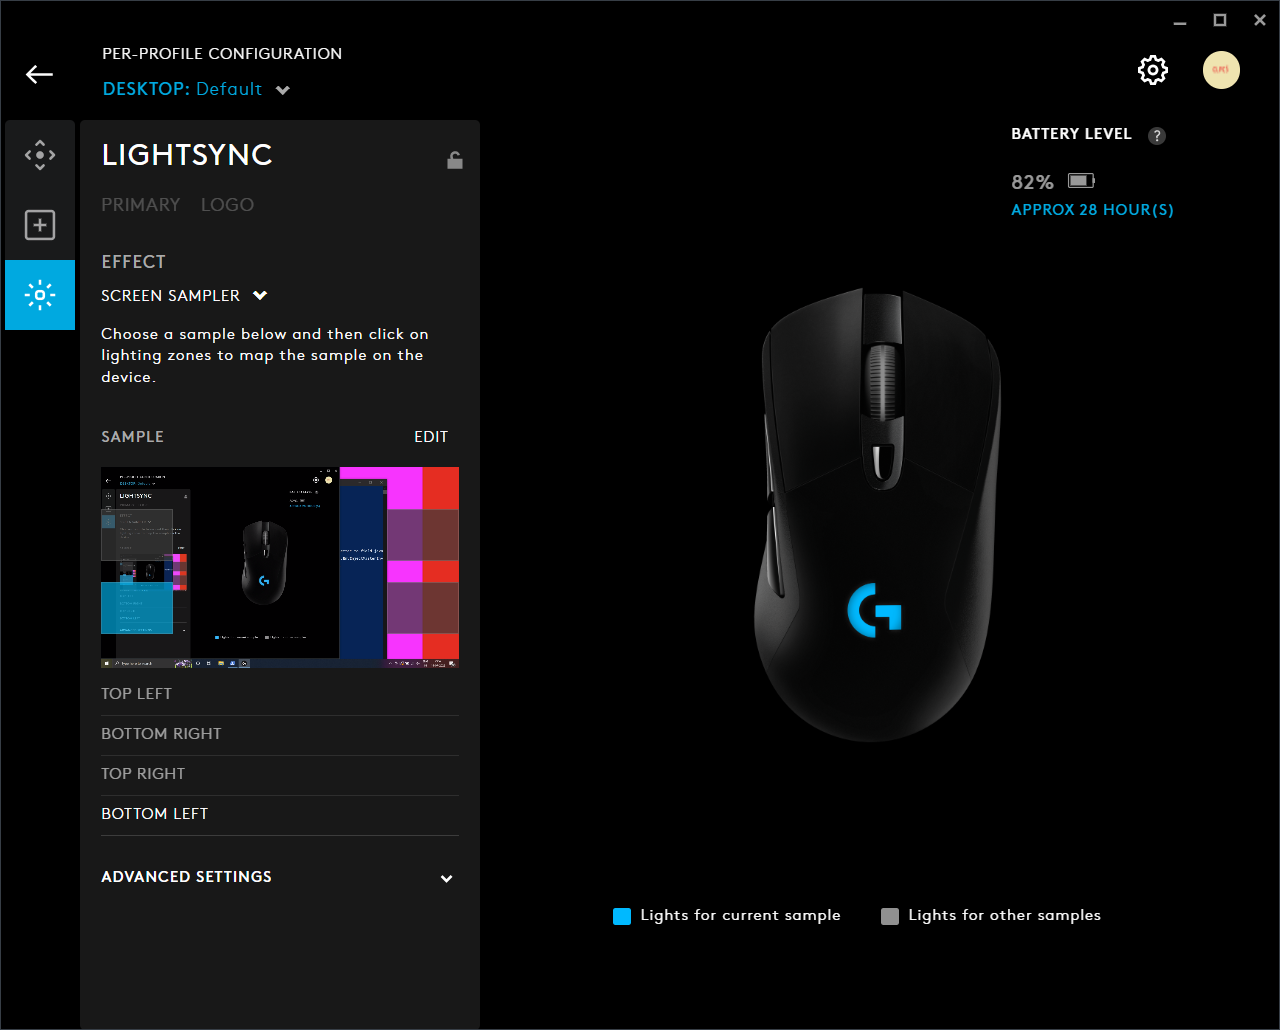 PER-PROFILE CONFIGURATION
DESKTOP: Default
LIGHTSYNC
PRIMARY LOGO
EFFECT
SCREEN SAMPLER
Choose a sample below and then click on
lighting zones to map the sample on the
device.
SAMPLE EDIT
LIGHTSYNC
TOP LEFT
BOTTOM RIGHT
TOP RIGHT
BOTTOM LEFT
ADVANCED SETTINGS
BATTERY LEVEL ?
82%
APPROX 28 HOUR(S)
Lights for current sample
Lights for other samples